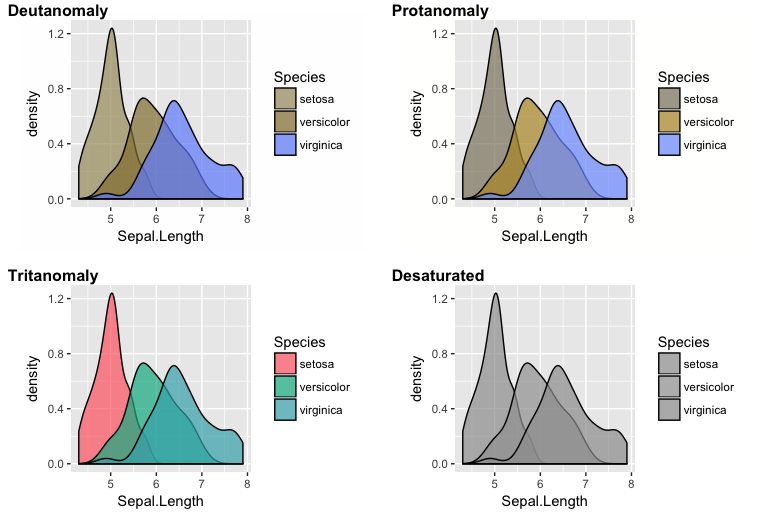 Deutanomaly
1.2
0.8
0.4
0.0
density
5 6 7 8
Sepal.Length
Species
setosa
versicolor
virginica
Protanomaly
1.2
0.8
0.4
0.0
density
5 6 7 8
Sepal.Length
Species
setosa
versicolor
virginica
Tritanomaly
1.2
0.8
0.4
0.0
density
5 6 7 8
Sepal.Length
Species
setosa
versicolor
virginica
Desaturated
1.2
0.8
0.4
0.0
density
5 6 7 8
Sepal.Length
Species
setosa
versicolor
virginica